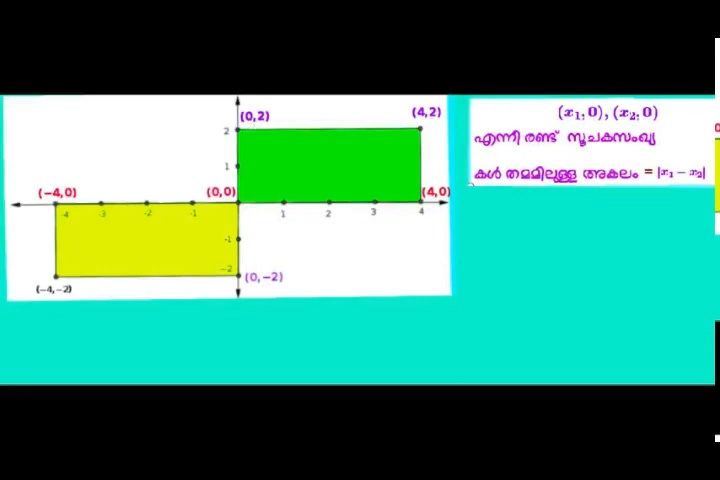 (0,2)
(4,2)
2
1
(−4,0)
(0,0)
(4,0)
-4 -3 -2 -1 1 2 3 4
-1
−2
(0,−2)
(−4,−2)
(x₁,0), (x₂,0)
എന്നീ രണ്ട് സൂചകസംഖ്യ
കൾ തമ്മിലുള്ള അകലം = |x₁ − x₂|